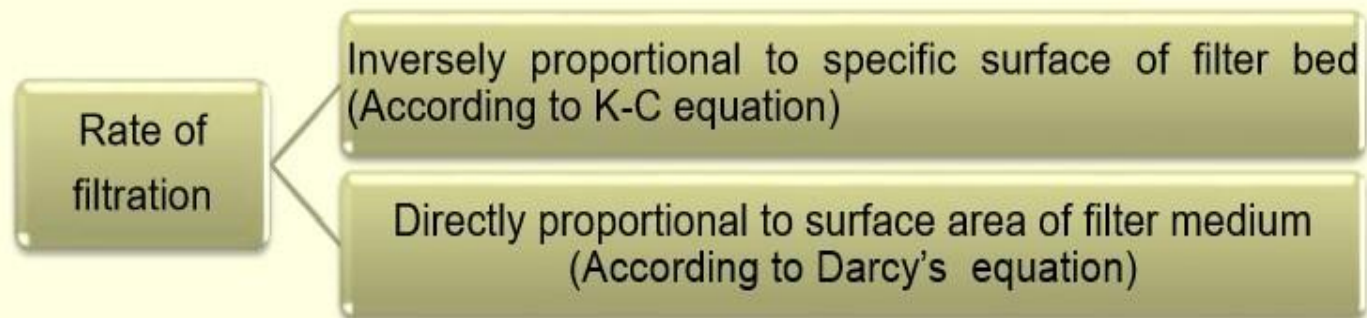 Rate of
filtration
Inversely proportional to specific surface of filter bed
(According to K-C equation)
Directly proportional to surface area of filter medium
(According to Darcy's equation)